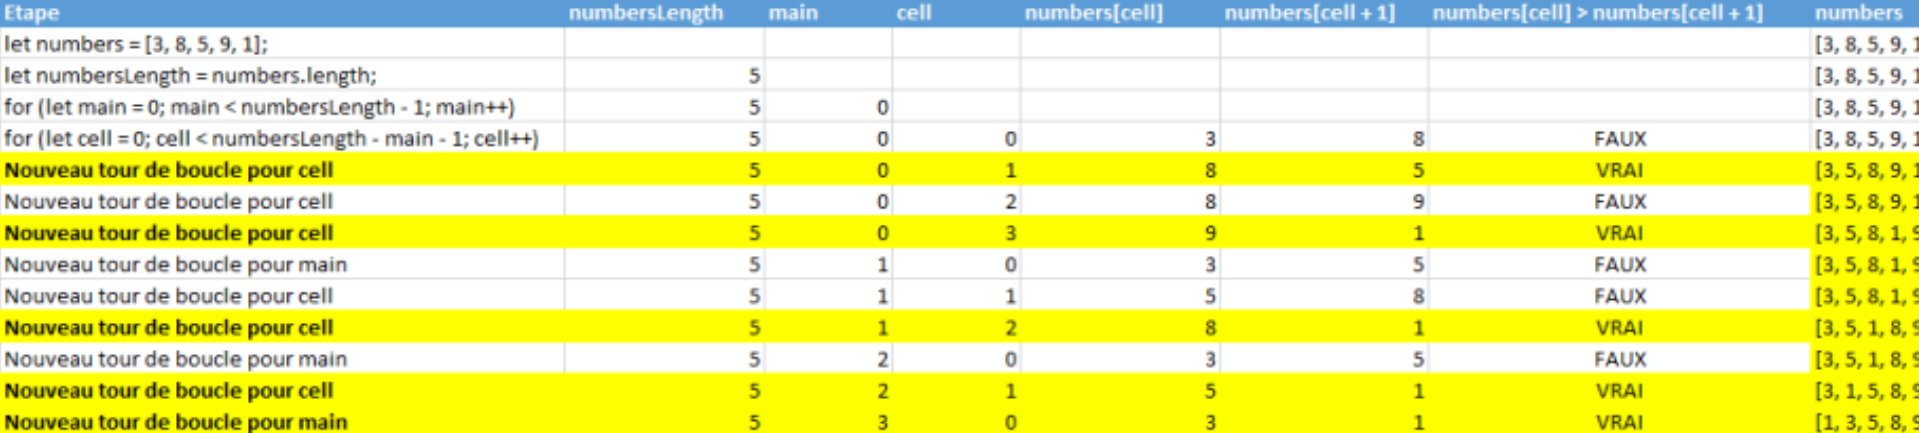 Etape numbersLength main cell numbers[cell] numbers[cell + 1] numbers[cell] > numbers[cell + 1] numbers
let numbers = [3, 8, 5, 9, 1]; [3, 8, 5, 9, 1
let numbersLength = numbers.length; 5 [3, 8, 5, 9, 1
for (let main = 0; main < numbersLength - 1; main++) 5 0 [3, 8, 5, 9, 1
for (let cell = 0; cell < numbersLength - main - 1; cell++) 5 0 0 3 8 FAUX [3, 8, 5, 9, 1
Nouveau tour de boucle pour cell 5 0 1 8 5 VRAI [3, 5, 8, 9, 1
Nouveau tour de boucle pour cell 5 0 2 8 9 FAUX [3, 5, 8, 9, 1
Nouveau tour de boucle pour cell 5 0 3 9 1 VRAI [3, 5, 8, 1, 9
Nouveau tour de boucle pour main 5 1 0 3 5 FAUX [3, 5, 8, 1, 9
Nouveau tour de boucle pour cell 5 1 1 5 8 FAUX [3, 5, 8, 1, 9
Nouveau tour de boucle pour cell 5 1 2 8 1 VRAI [3, 5, 1, 8, 9
Nouveau tour de boucle pour main 5 2 0 3 5 FAUX [3, 5, 1, 8, 9
Nouveau tour de boucle pour cell 5 2 1 5 1 VRAI [3, 1, 5, 8, 9
Nouveau tour de boucle pour main 5 3 0 3 1 VRAI [1, 3, 5, 8, 9